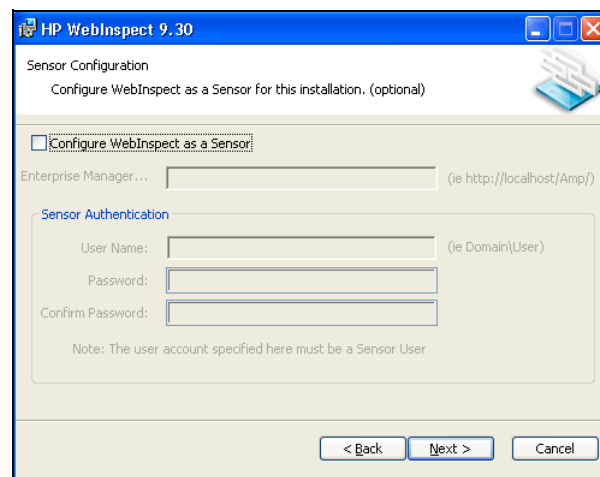 HP WebInspect 9.30
Sensor Configuration
Configure WebInspect as a Sensor for this installation. (optional)
Configure WebInspect as a Sensor
Enterprise Manager... (ie http://localhost/Amp/)
Sensor Authentication
User Name: (ie Domain\User)
Password:
Confirm Password:
Note: The user account specified here must be a Sensor User
< Back Next > Cancel